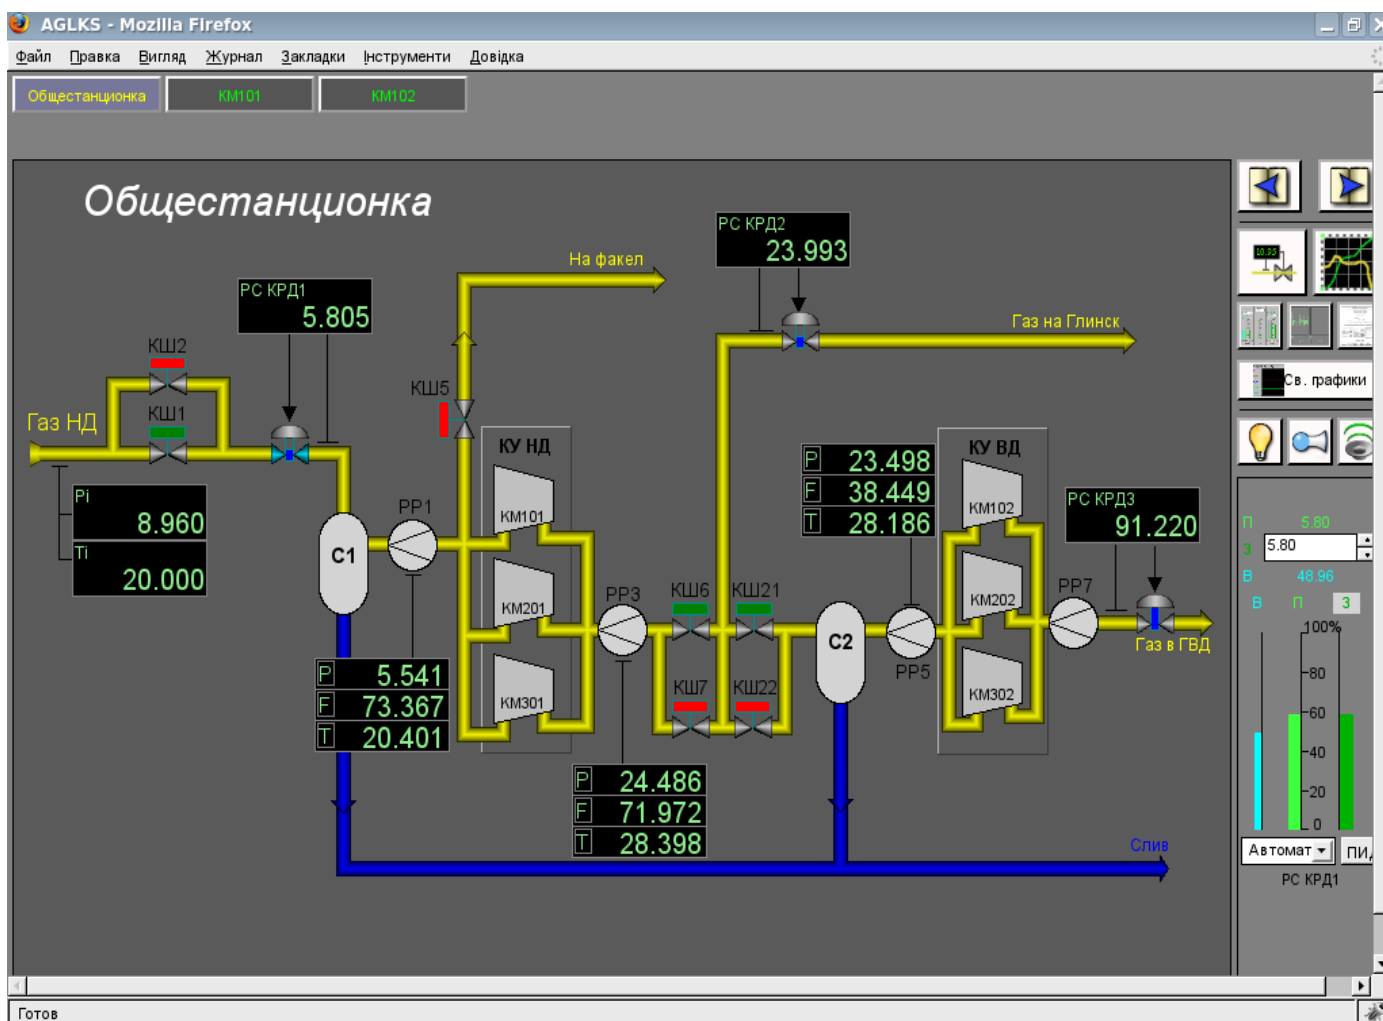 AGLKS - Mozilla Firefox
Файл Правка Вигляд Журнал Закладки Інструменти Довідка
Общестанционка КМ101 КМ102
Общестанционка
РС КРД2
23.993
На факел
РС КРД1
5.805
Газ на Глинск
КШ2
КШ5
Св. графики
КШ1
Газ НД
КУ НД
КУ ВД
P 23.498
F 38.449
T 28.186
Pi
8.960
Ti
20.000
РР1
КМ101
КМ102
РС КРД3
91.220
С1
П 5.80
З 5.80
В 48.96
В П З
КМ201
РР3
КШ6
КШ21
КМ202
РР7
С2
РР5
Газ в ГВД
P 5.541
F 73.367
T 20.401
КМ301
КШ7
КШ22
КМ302
100%
80
60
40
20
0
P 24.486
F 71.972
T 28.398
Слив
Автомат
РС КРД1
Готов